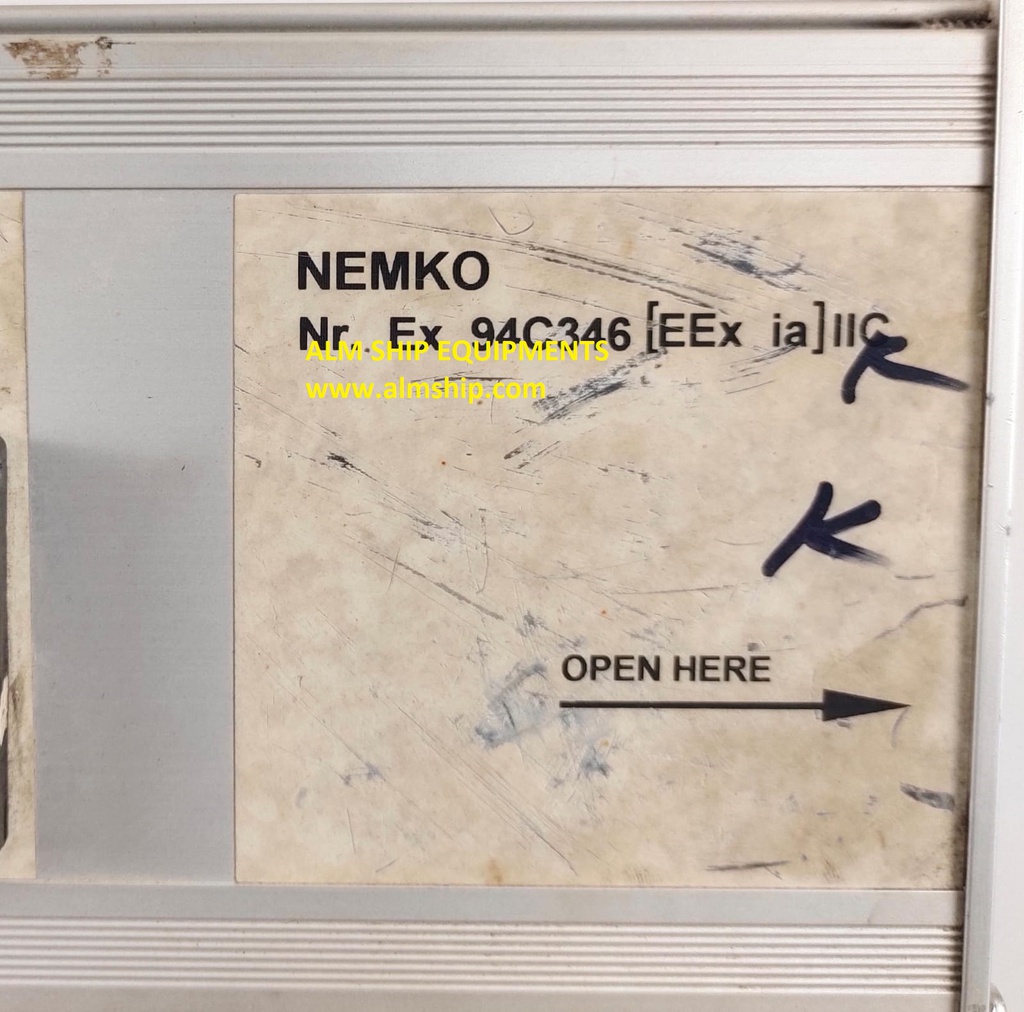 NEMKO
Nr. Ex 94C346 [EEx ia] IIC
ALM SHIP EQUIPMENTS
www.almship.com
K
K
OPEN HERE